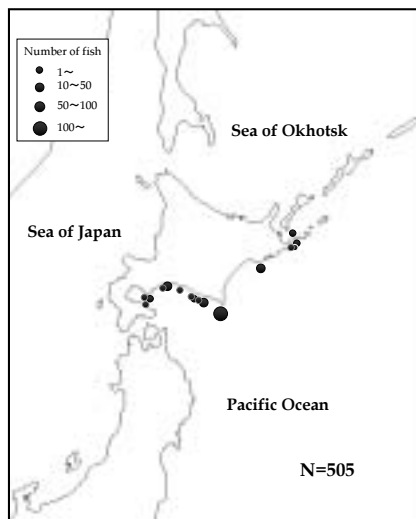 Number of fish
1～
10～50
50～100
100～
Sea of Okhotsk
Sea of Japan
Pacific Ocean
N=505